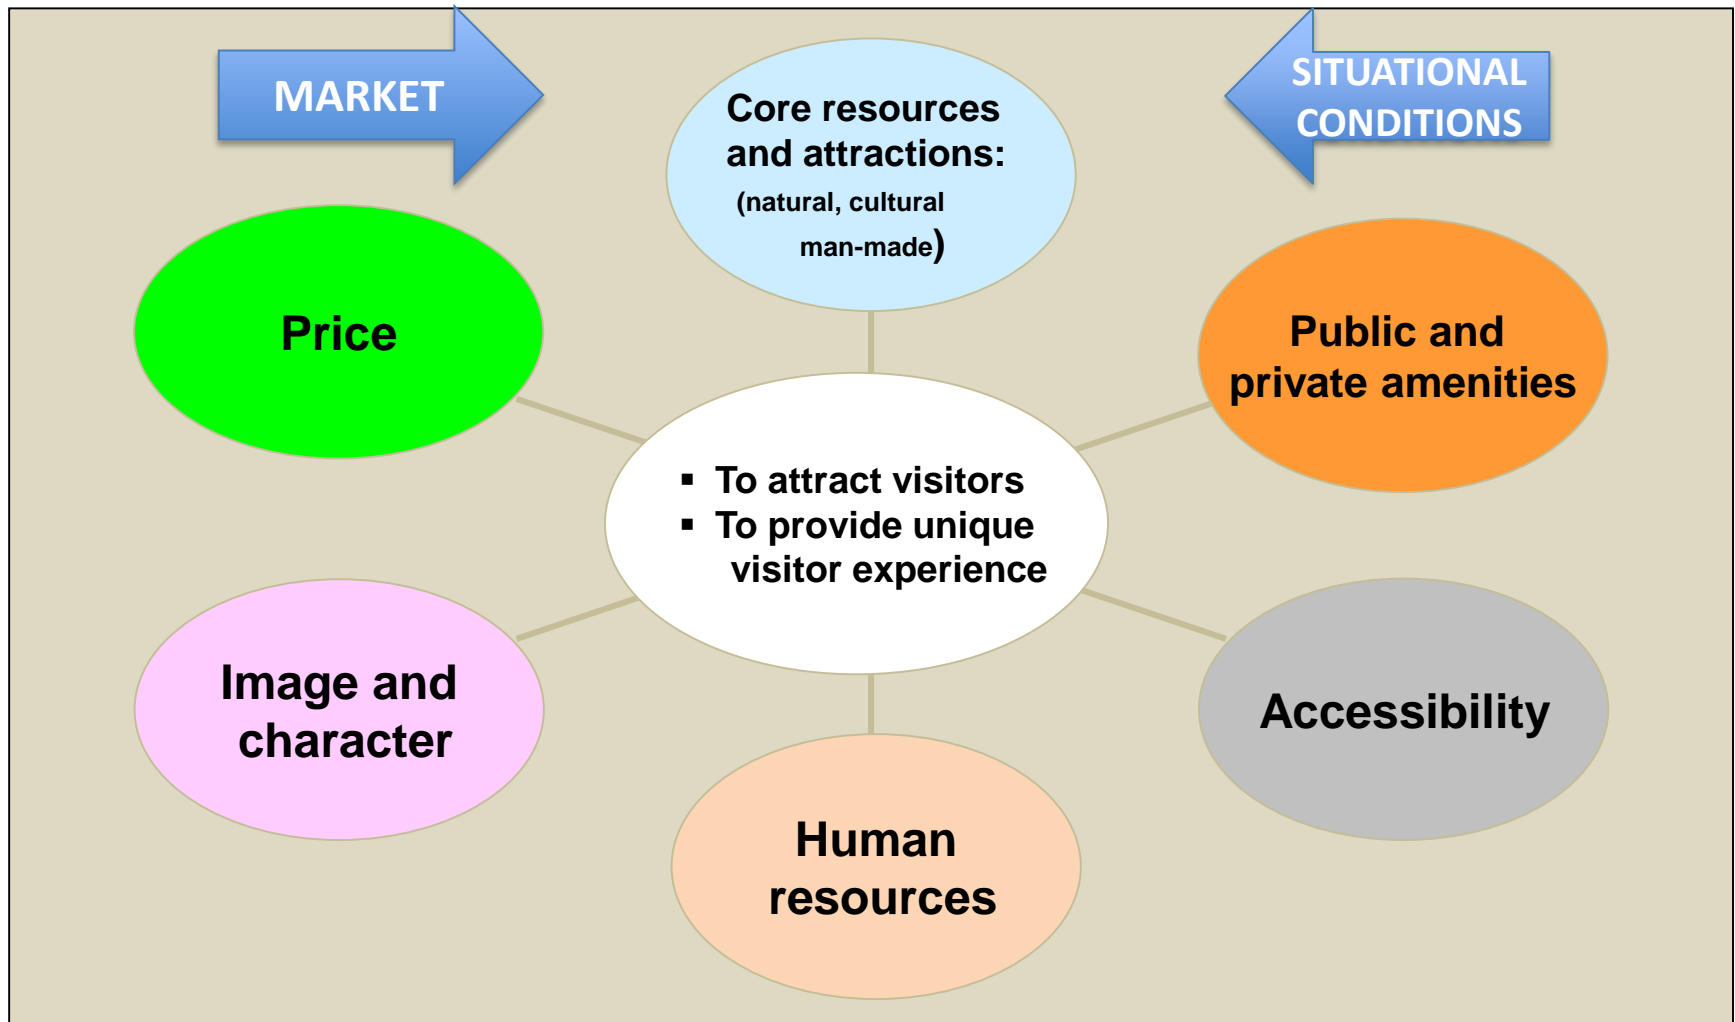 MARKET
SITUATIONAL
CONDITIONS
Core resources
and attractions:
(natural, cultural
man-made)
Price
Public and
private amenities
▪ To attract visitors
▪ To provide unique
visitor experience
Image and
character
Accessibility
Human
resources